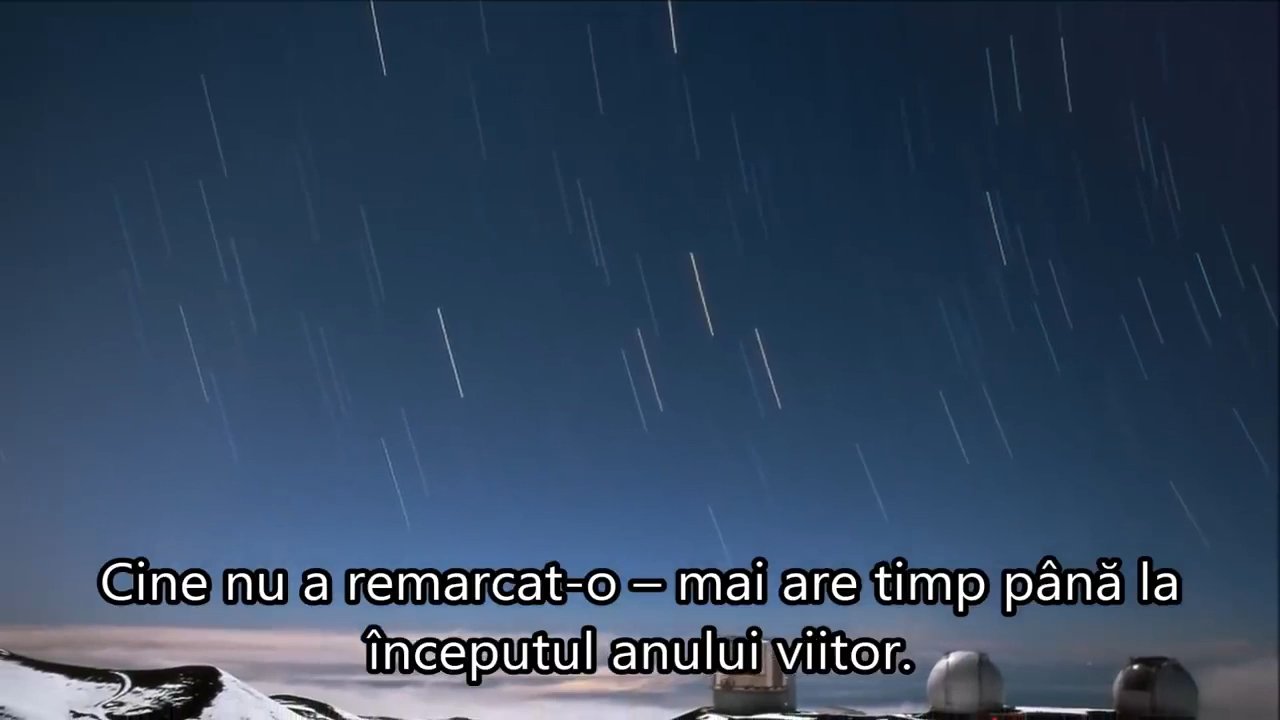 Cine nu a remarcat-o – mai are timp până la
începutul anului viitor.